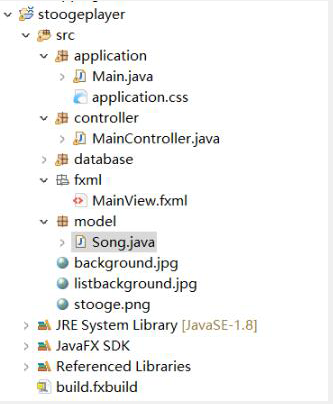 stoogeplayer
src
application
Main.java
application.css
controller
MainController.java
database
fxml
MainView.fxml
model
Song.java
background.jpg
listbackground.jpg
stooge.png
JRE System Library [JavaSE-1.8]
JavaFX SDK
Referenced Libraries
build.fxbuild